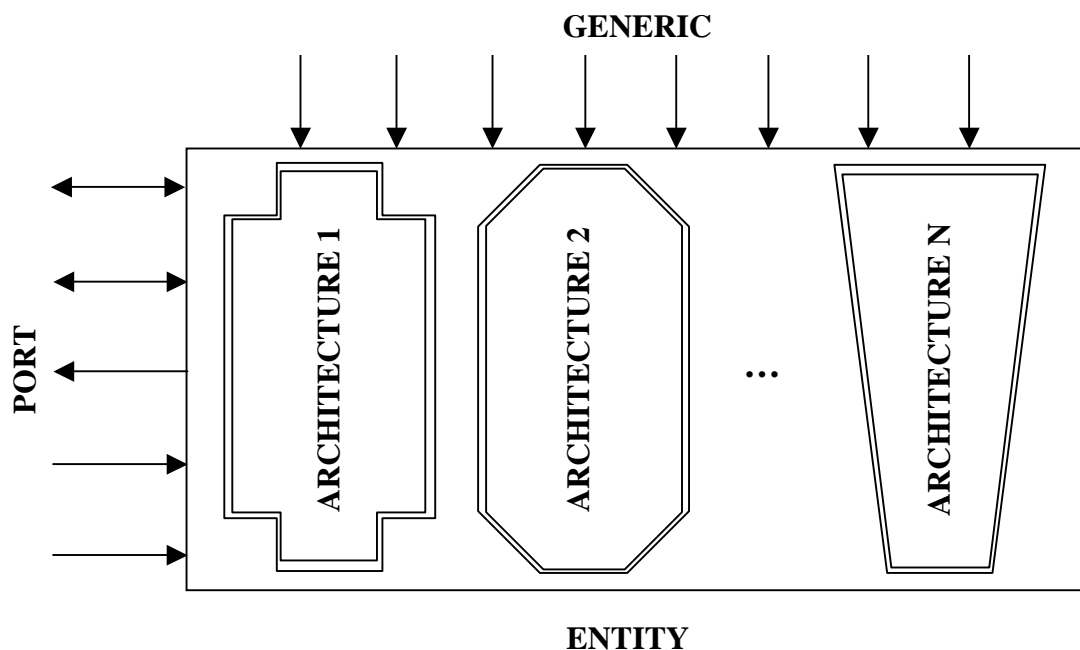 GENERIC
PORT
ARCHITECTURE 1
ARCHITECTURE 2
...
ARCHITECTURE N
ENTITY